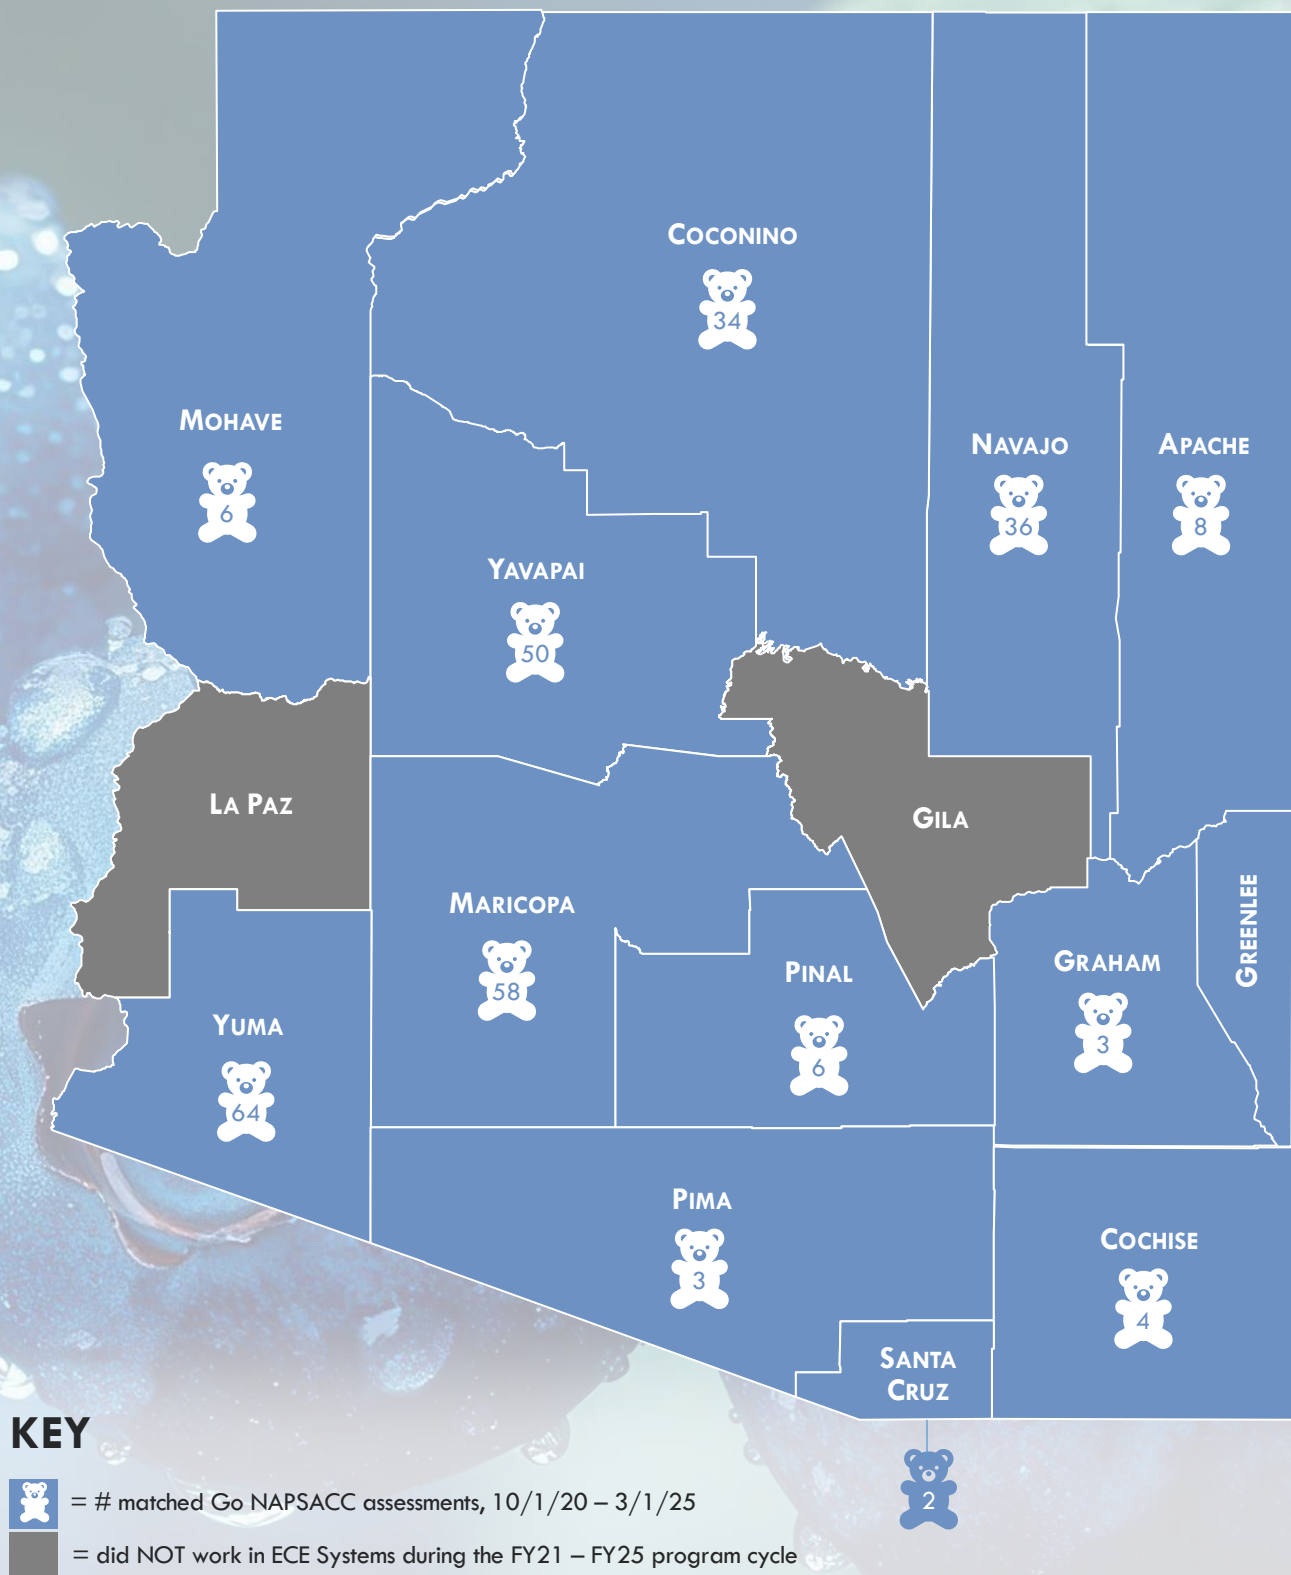 COCONINO
34
MOHAVE
6
NAVAJO
36
APACHE
8
YAVAPAI
50
LA PAZ
GILA
MARICOPA
58
PINAL
6
GRAHAM
3
GREENLEE
YUMA
64
PIMA
3
COCHISE
4
SANTA
CRUZ
2
KEY
= # matched Go NAPSACC assessments, 10/1/20 – 3/1/25
= did NOT work in ECE Systems during the FY21 – FY25 program cycle